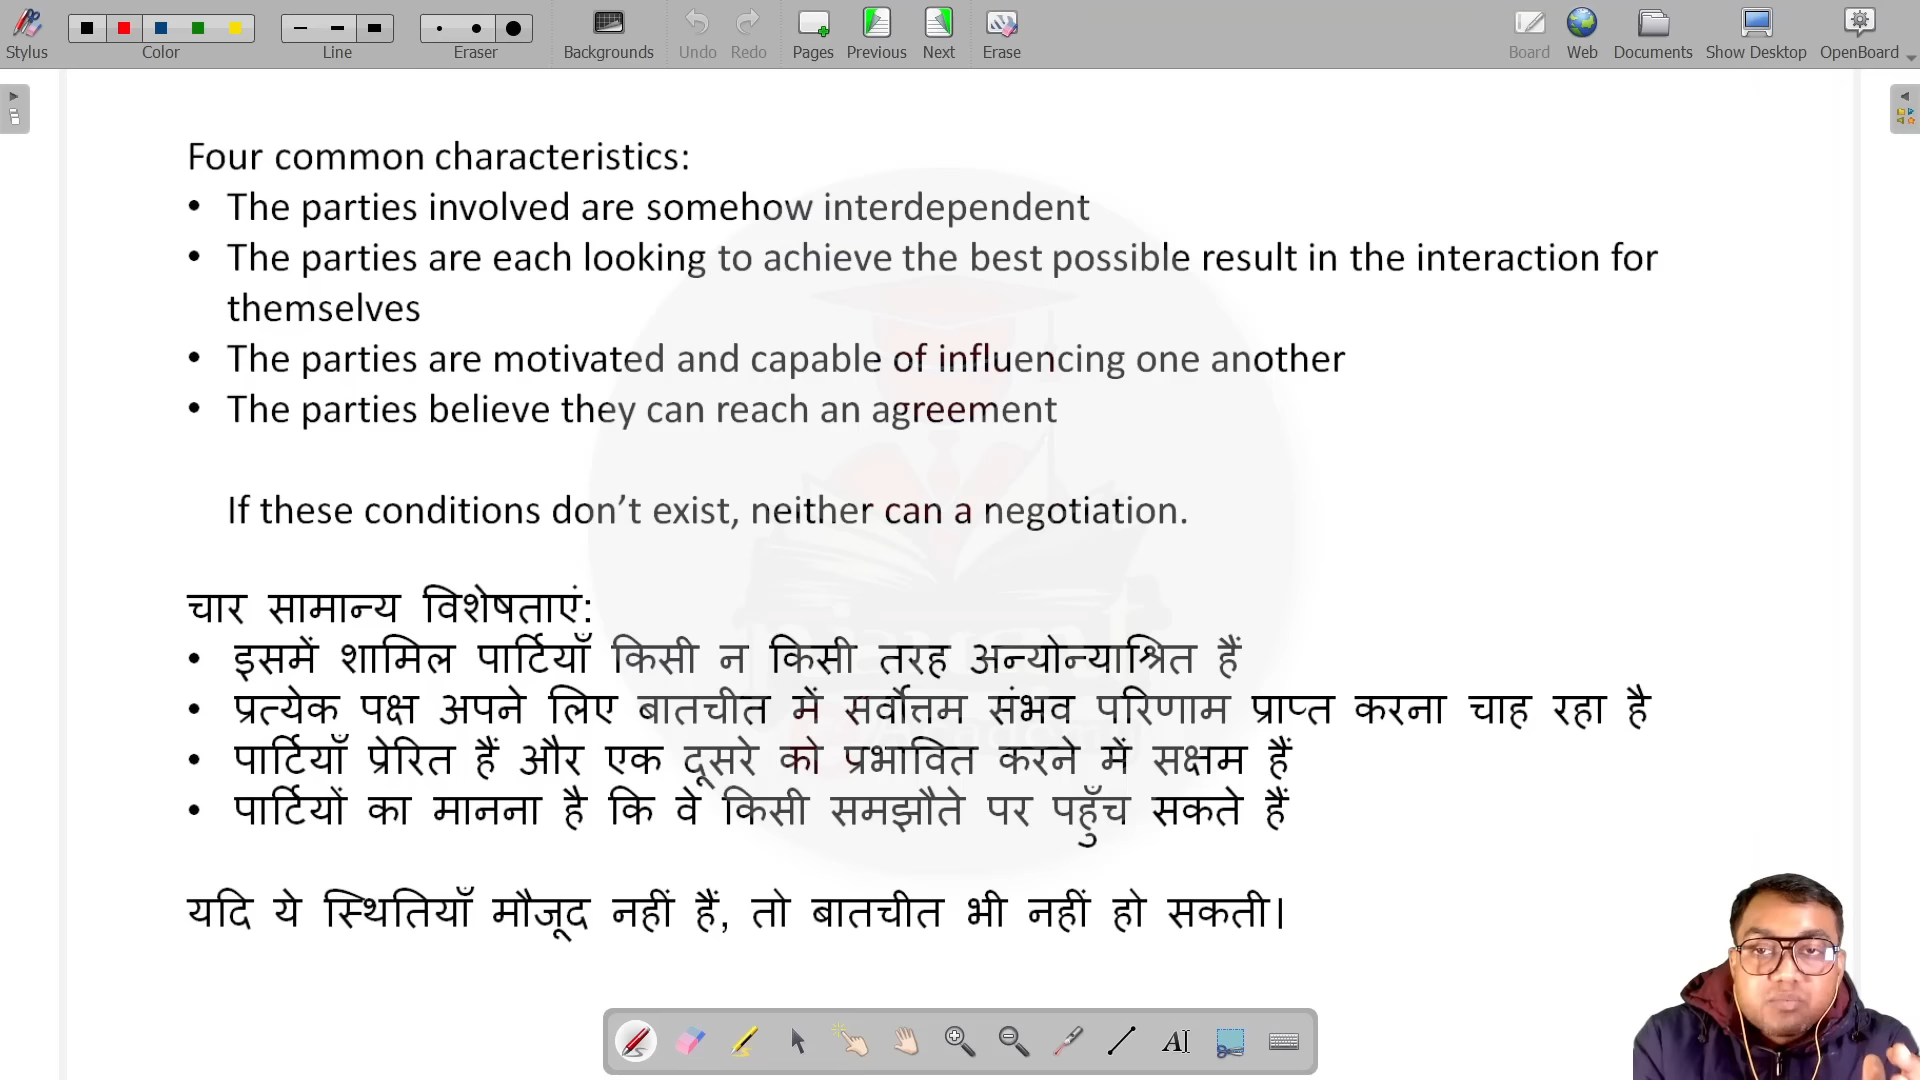 Stylus
Color
Line
Eraser
Backgrounds
Undo
Redo
Pages
Previous
Next
Erase
Board
Web
Documents
Show Desktop
OpenBoard
Four common characteristics:
• The parties involved are somehow interdependent
• The parties are each looking to achieve the best possible result in the interaction for
themselves
• The parties are motivated and capable of influencing one another
• The parties believe they can reach an agreement
If these conditions don’t exist, neither can a negotiation.
चार सामान्य विशेषताएं:
• इसमें शामिल पार्टियाँ किसी न किसी तरह अन्योन्याश्रित हैं
• प्रत्येक पक्ष अपने लिए बातचीत में सर्वोत्तम संभव परिणाम प्राप्त करना चाह रहा है
• पार्टियाँ प्रेरित हैं और एक दूसरे को प्रभावित करने में सक्षम हैं
• पार्टियों का मानना है कि वे किसी समझौते पर पहुँच सकते हैं
यदि ये स्थितियाँ मौजूद नहीं हैं, तो बातचीत भी नहीं हो सकती।